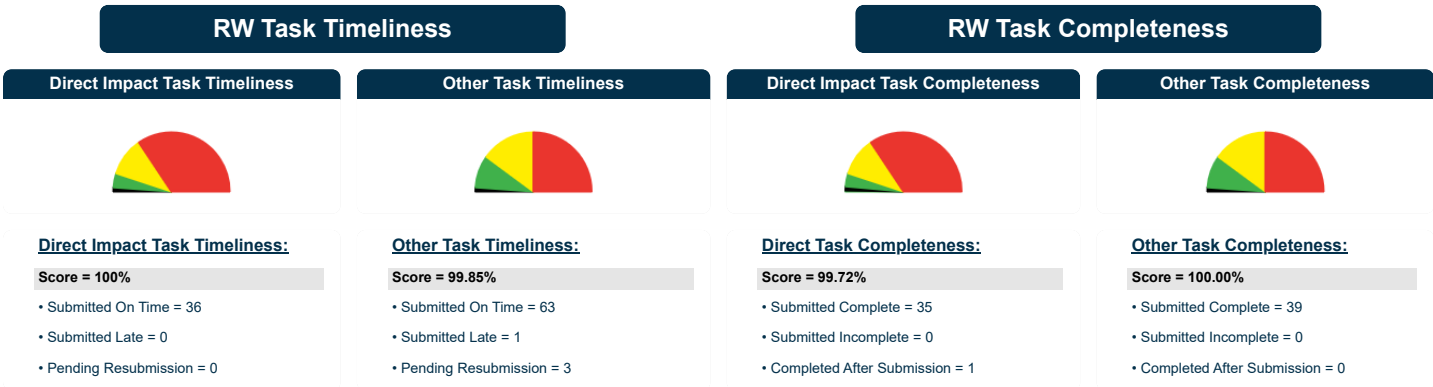 RW Task Timeliness
RW Task Completeness
Direct Impact Task Timeliness
Other Task Timeliness
Direct Impact Task Completeness
Other Task Completeness
Direct Impact Task Timeliness:
Score = 100%
• Submitted On Time = 36
• Submitted Late = 0
• Pending Resubmission = 0
Other Task Timeliness:
Score = 99.85%
• Submitted On Time = 63
• Submitted Late = 1
• Pending Resubmission = 3
Direct Task Completeness:
Score = 99.72%
• Submitted Complete = 35
• Submitted Incomplete = 0
• Completed After Submission = 1
Other Task Completeness:
Score = 100.00%
• Submitted Complete = 39
• Submitted Incomplete = 0
• Completed After Submission = 0